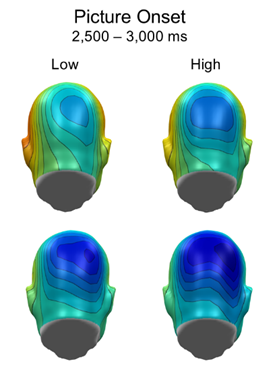 Picture Onset
2,500 – 3,000 ms
Low High